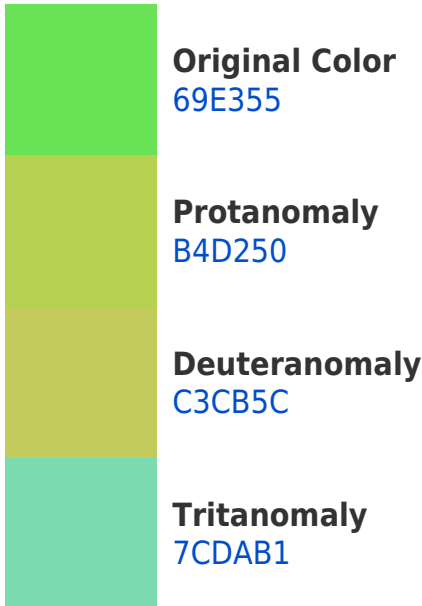 Original Color
69E355
Protanomaly
B4D250
Deuteranomaly
C3CB5C
Tritanomaly
7CDAB1